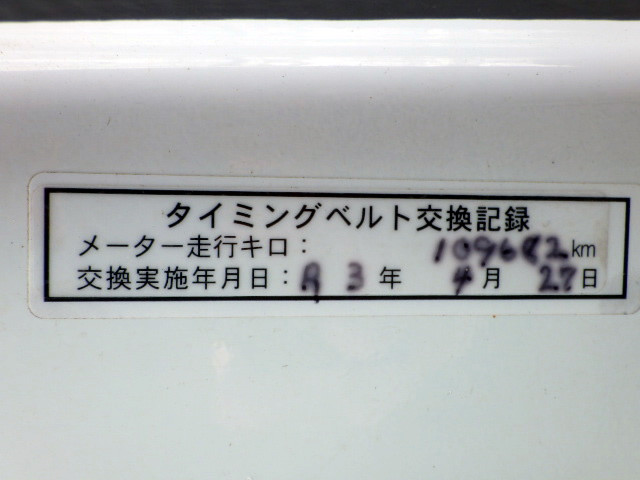 タイミングベルト交換記録
メーター走行キロ： 109682km
交換実施年月日：R 3 年 4 月 27 日